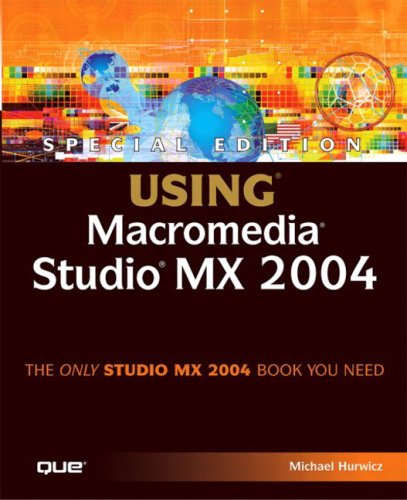 SPECIAL EDITION
USING®
Macromedia®
Studio® MX 2004
THE ONLY STUDIO MX 2004 BOOK YOU NEED
QUE®
Michael Hurwicz